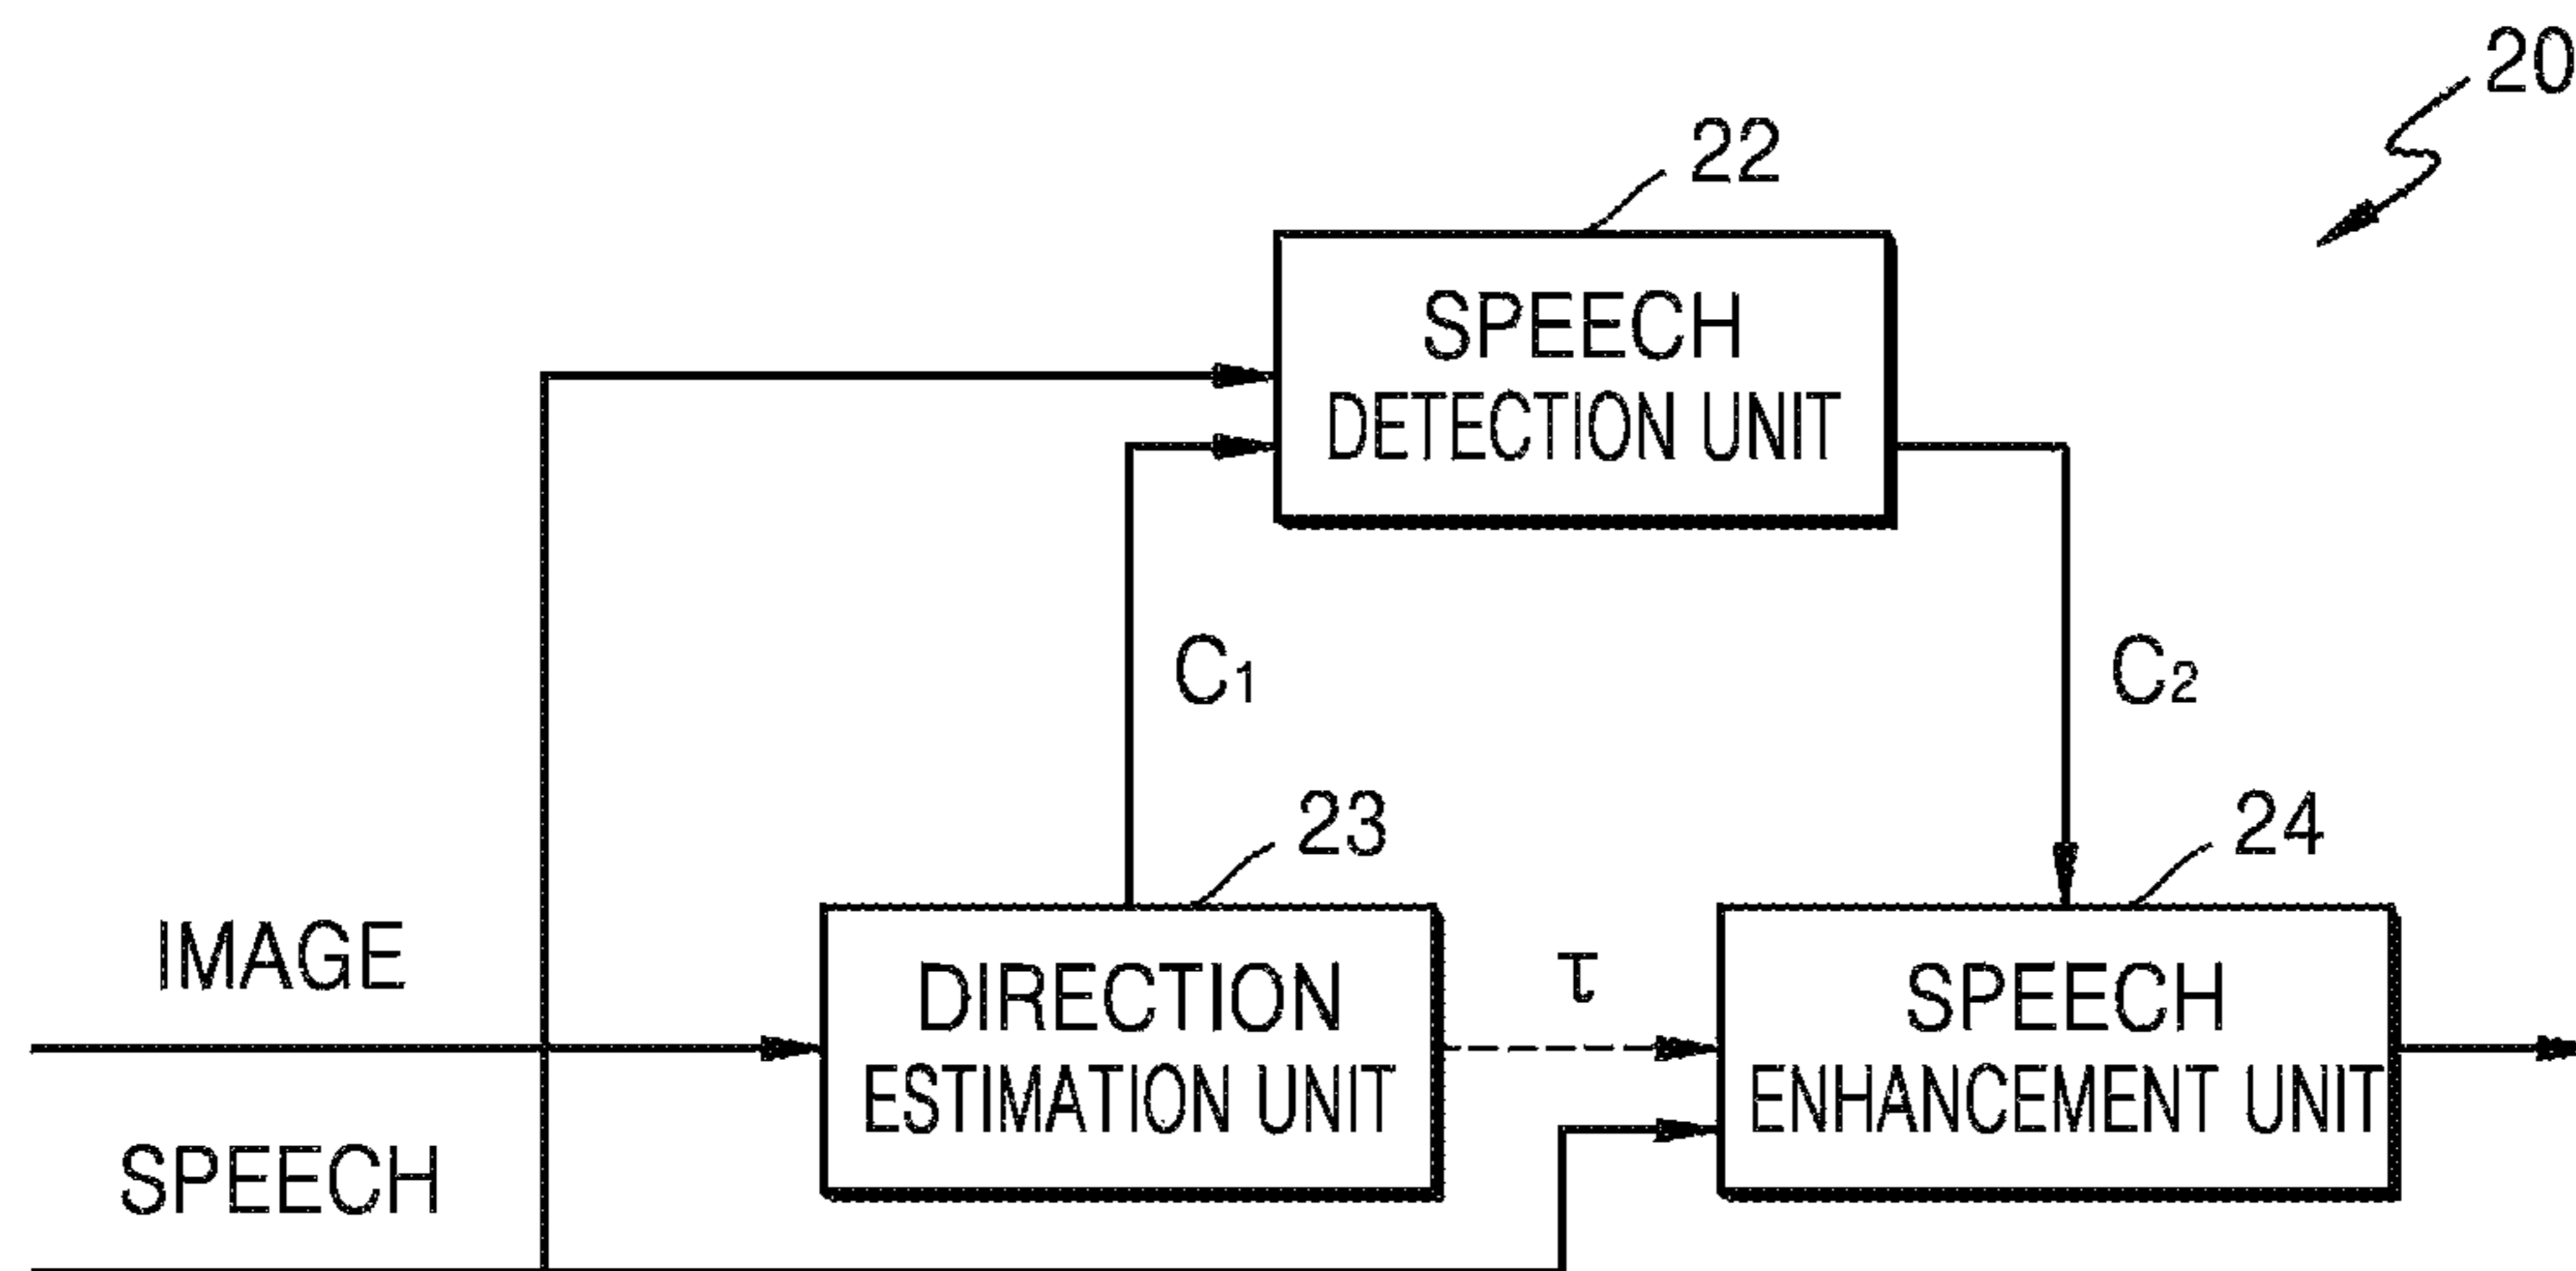 20
22
SPEECH
DETECTION UNIT
C₁
C₂
23
24
IMAGE
DIRECTION
ESTIMATION UNIT
τ
SPEECH
ENHANCEMENT UNIT
SPEECH